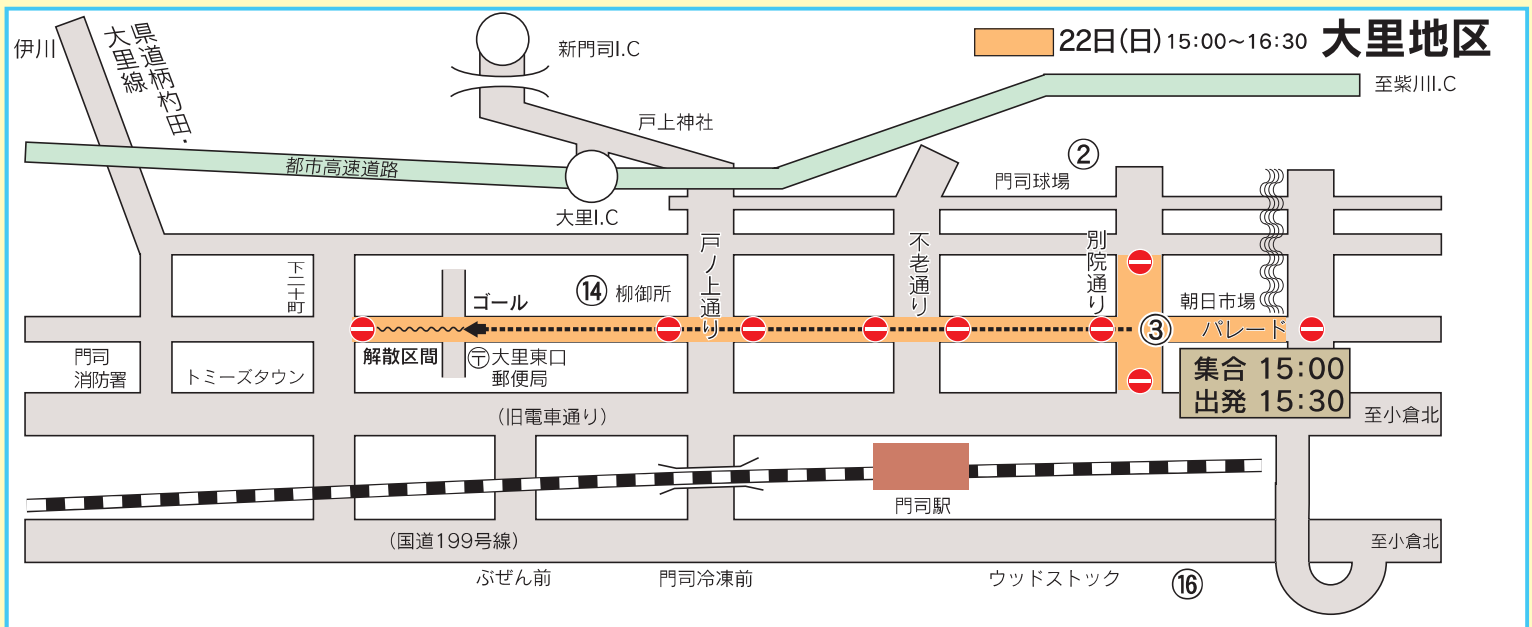 22日(日) 15:00～16:30 大里地区
伊川
県道柄杓田・
大里線
新門司I.C
至紫川I.C
戸上神社
都市高速道路
②
門司球場
大里I.C
戸ノ上通り
不老通り
別院通り
下二十町
ゴール
⑭ 柳御所
朝日市場
③ パレード
解散区間
〒大里東口
郵便局
門司
消防署
トミーズタウン
集合 15:00
出発 15:30
(旧電車通り)
至小倉北
門司駅
(国道199号線)
至小倉北
ぶぜん前
門司冷凍前
ウッドストック
⑯